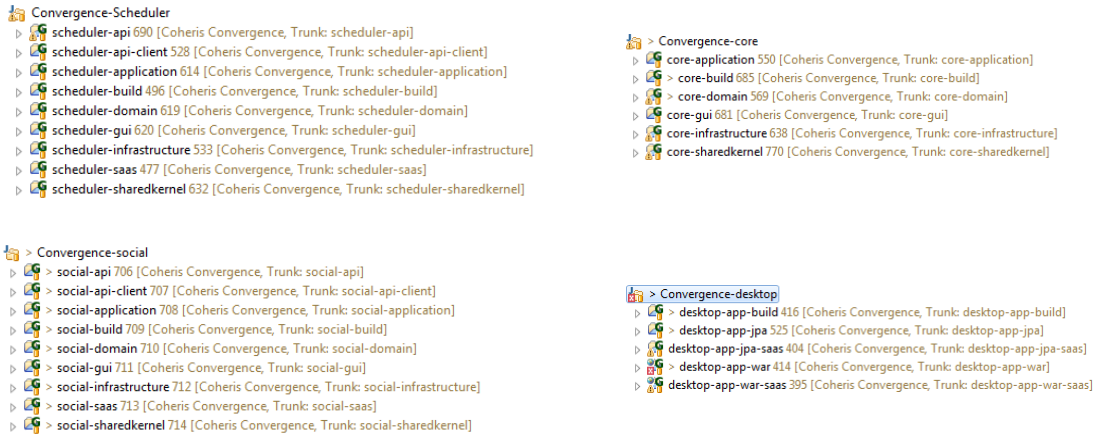 Convergence-Scheduler
scheduler-api 690 [Coheris Convergence, Trunk: scheduler-api]
scheduler-api-client 528 [Coheris Convergence, Trunk: scheduler-api-client]
scheduler-application 614 [Coheris Convergence, Trunk: scheduler-application]
scheduler-build 496 [Coheris Convergence, Trunk: scheduler-build]
scheduler-domain 619 [Coheris Convergence, Trunk: scheduler-domain]
scheduler-gui 620 [Coheris Convergence, Trunk: scheduler-gui]
scheduler-infrastructure 533 [Coheris Convergence, Trunk: scheduler-infrastructure]
scheduler-saas 477 [Coheris Convergence, Trunk: scheduler-saas]
scheduler-sharedkernel 632 [Coheris Convergence, Trunk: scheduler-sharedkernel]
> Convergence-core
core-application 550 [Coheris Convergence, Trunk: core-application]
> core-build 685 [Coheris Convergence, Trunk: core-build]
> core-domain 569 [Coheris Convergence, Trunk: core-domain]
core-gui 681 [Coheris Convergence, Trunk: core-gui]
core-infrastructure 638 [Coheris Convergence, Trunk: core-infrastructure]
core-sharedkernel 770 [Coheris Convergence, Trunk: core-sharedkernel]
> Convergence-social
> social-api 706 [Coheris Convergence, Trunk: social-api]
> social-api-client 707 [Coheris Convergence, Trunk: social-api-client]
> social-application 708 [Coheris Convergence, Trunk: social-application]
> social-build 709 [Coheris Convergence, Trunk: social-build]
> social-domain 710 [Coheris Convergence, Trunk: social-domain]
> social-gui 711 [Coheris Convergence, Trunk: social-gui]
> social-infrastructure 712 [Coheris Convergence, Trunk: social-infrastructure]
> social-saas 713 [Coheris Convergence, Trunk: social-saas]
> social-sharedkernel 714 [Coheris Convergence, Trunk: social-sharedkernel]
> Convergence-desktop
> desktop-app-build 416 [Coheris Convergence, Trunk: desktop-app-build]
> desktop-app-jpa 525 [Coheris Convergence, Trunk: desktop-app-jpa]
desktop-app-jpa-saas 404 [Coheris Convergence, Trunk: desktop-app-jpa-saas]
> desktop-app-war 414 [Coheris Convergence, Trunk: desktop-app-war]
desktop-app-war-saas 395 [Coheris Convergence, Trunk: desktop-app-war-saas]